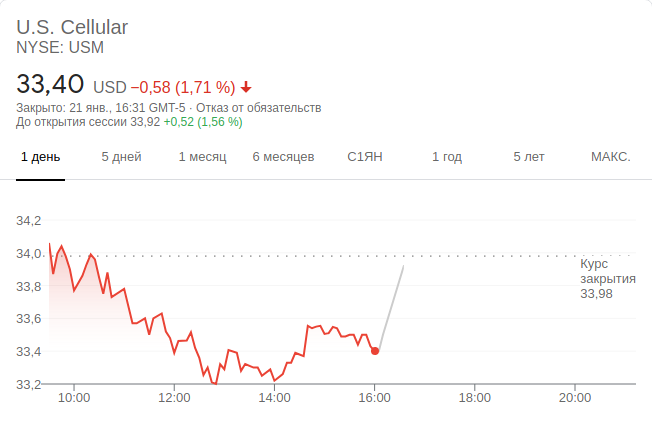 U.S. Cellular
NYSE: USM
33,40 USD −0,58 (1,71 %)
Закрыто: 21 янв., 16:31 GMT-5 · Отказ от обязательств
До открытия сессии 33,92 +0,52 (1,56 %)
1 день 5 дней 1 месяц 6 месяцев С1ЯН 1 год 5 лет МАКС.
34,2
34,0
Курс
закрытия
33,98
33,8
33,6
33,4
33,2
10:00 12:00 14:00 16:00 18:00 20:00